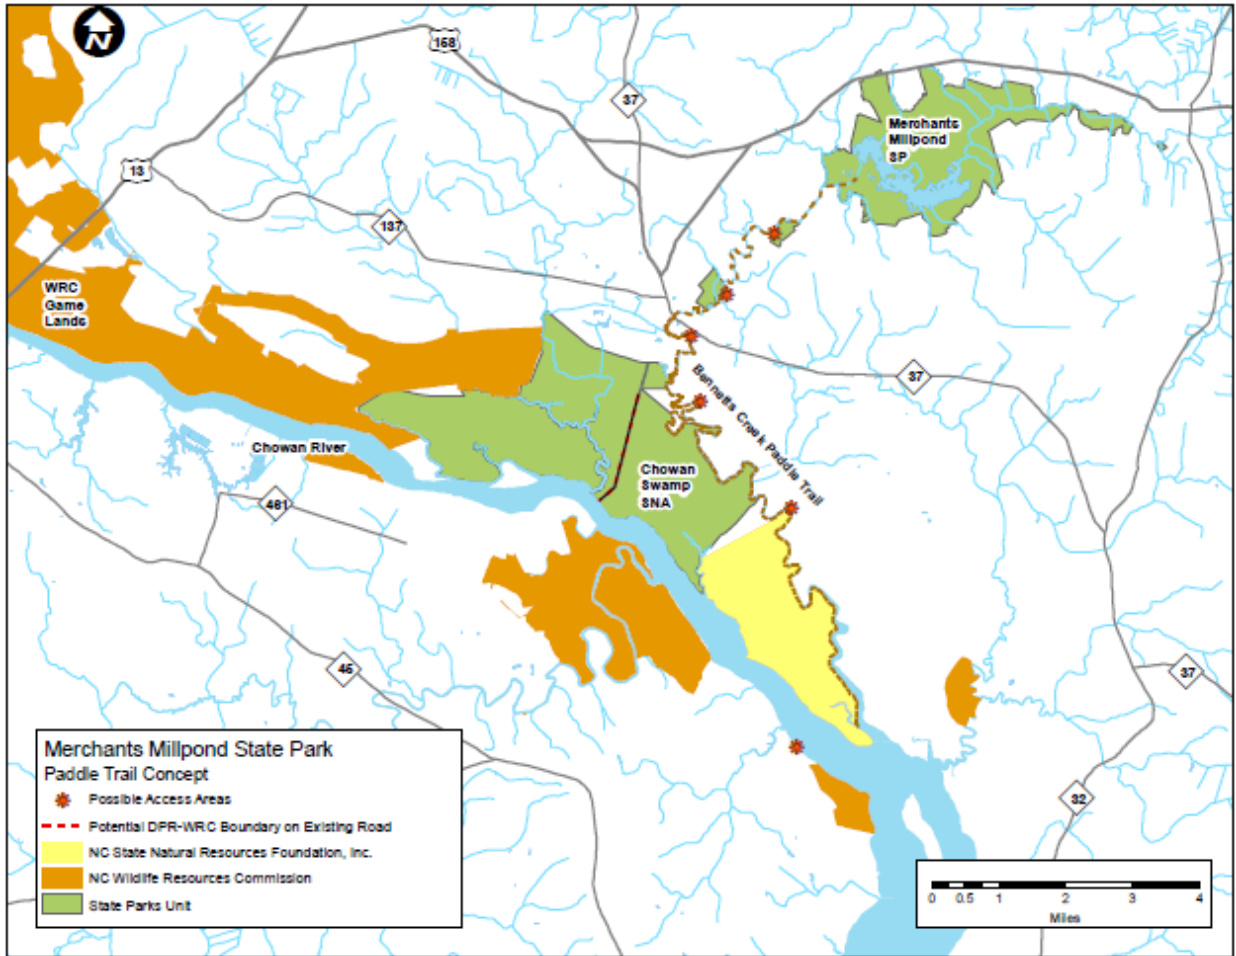 N
158
37
Merchants
Millpond
SP
13
137
WRC
Game
Lands
37
Bennetts Creek Paddle Trail
Chowan River
Chowan
Swamp
SNA
461
45
37
32
Merchants Millpond State Park
Paddle Trail Concept
Possible Access Areas
Potential DPR-WRC Boundary on Existing Road
NC State Natural Resources Foundation, Inc.
NC Wildlife Resources Commission
State Parks Unit
0 0.5 1 2 3 4
Miles